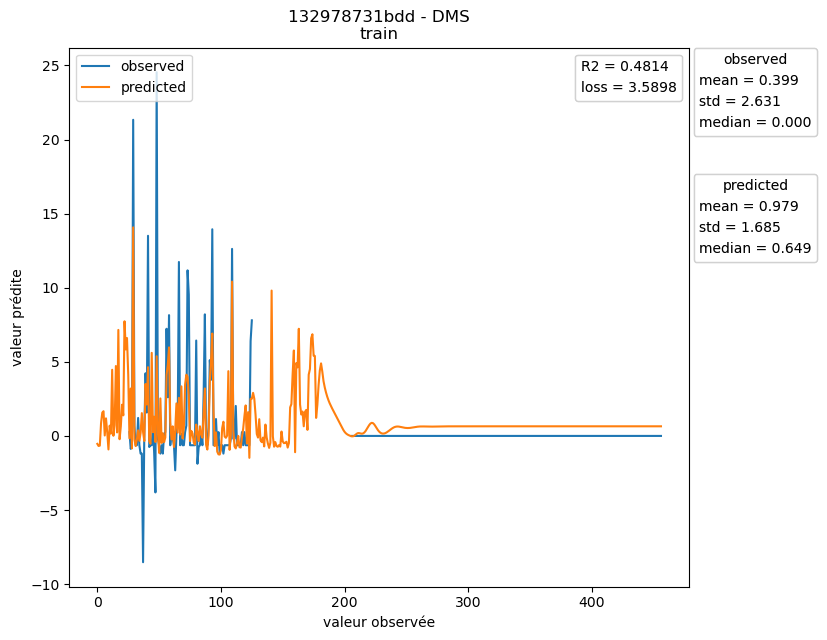 132978731bdd - DMS
train
observed
predicted
R2 = 0.4814
loss = 3.5898
observed
mean = 0.399
std = 2.631
median = 0.000
predicted
mean = 0.979
std = 1.685
median = 0.649
25
20
15
10
5
0
−5
−10
valeur prédite
0 100 200 300 400
valeur observée